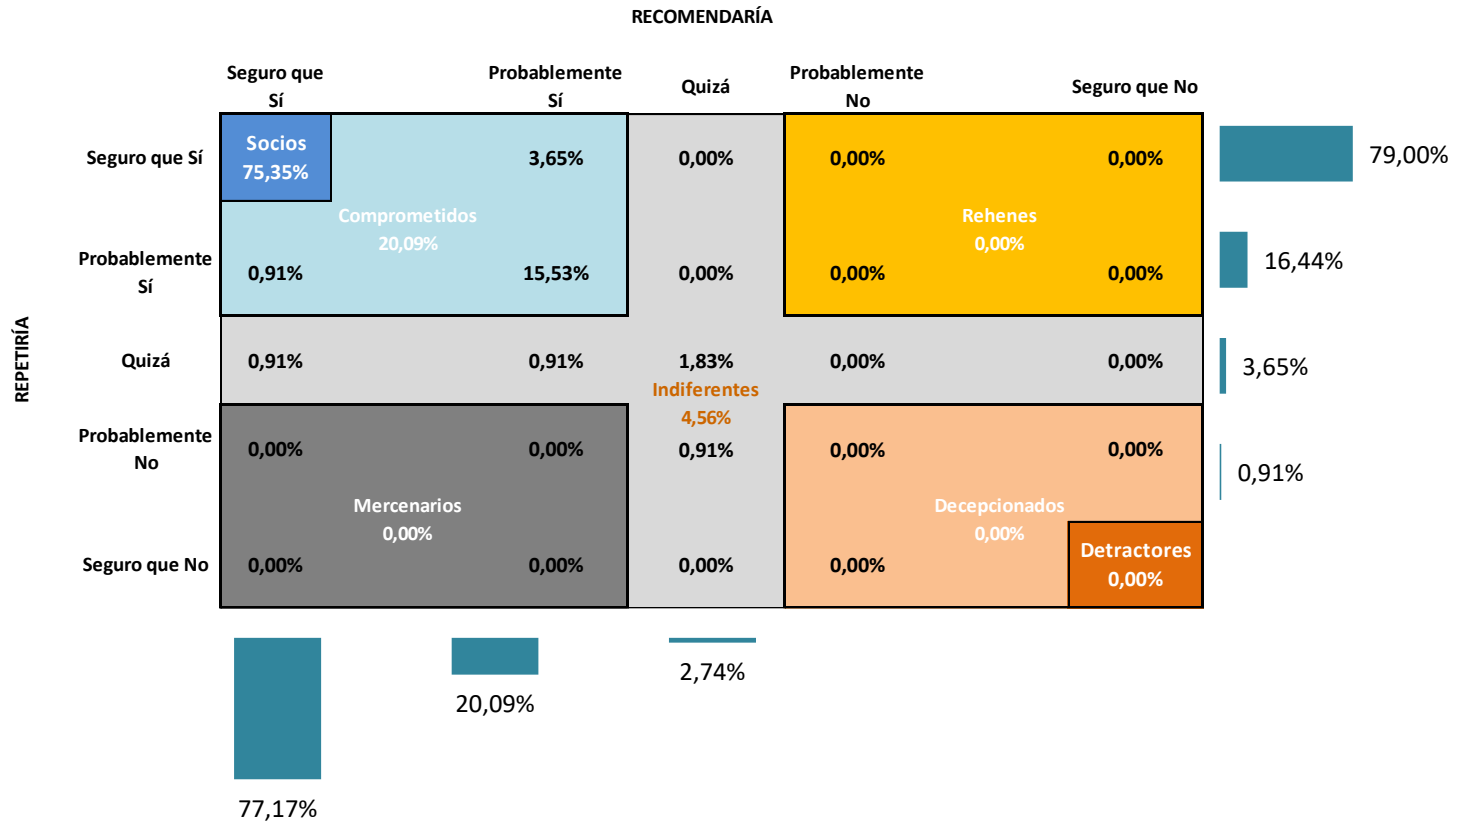 RECOMENDARÍA
Seguro que
Sí
Probablemente
Sí
Quizá
Probablemente
No
Seguro que No
REPETIRÍA
Seguro que Sí
Socios
75,35%
3,65%
0,00%
0,00%
0,00%
79,00%
Comprometidos
20,09%
Rehenes
0,00%
Probablemente
Sí
0,91%
15,53%
0,00%
0,00%
0,00%
16,44%
Quizá
0,91%
0,91%
1,83%
0,00%
0,00%
3,65%
Indiferentes
4,56%
Probablemente
No
0,00%
0,00%
0,91%
0,00%
0,00%
0,91%
Mercenarios
0,00%
Decepcionados
0,00%
Seguro que No
0,00%
0,00%
0,00%
0,00%
Detractores
0,00%
77,17%
20,09%
2,74%